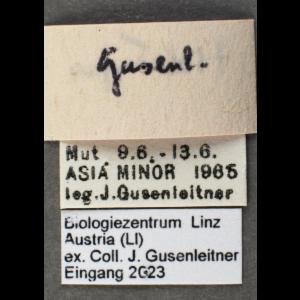 Gusenl.
Mut. 9.6.-13.6.
ASIA MINOR 1965
leg. J. Gusenleitner
Biologiezentrum Linz
Austria (LI)
ex. Coll. J. Gusenleitner
Eingang 2023